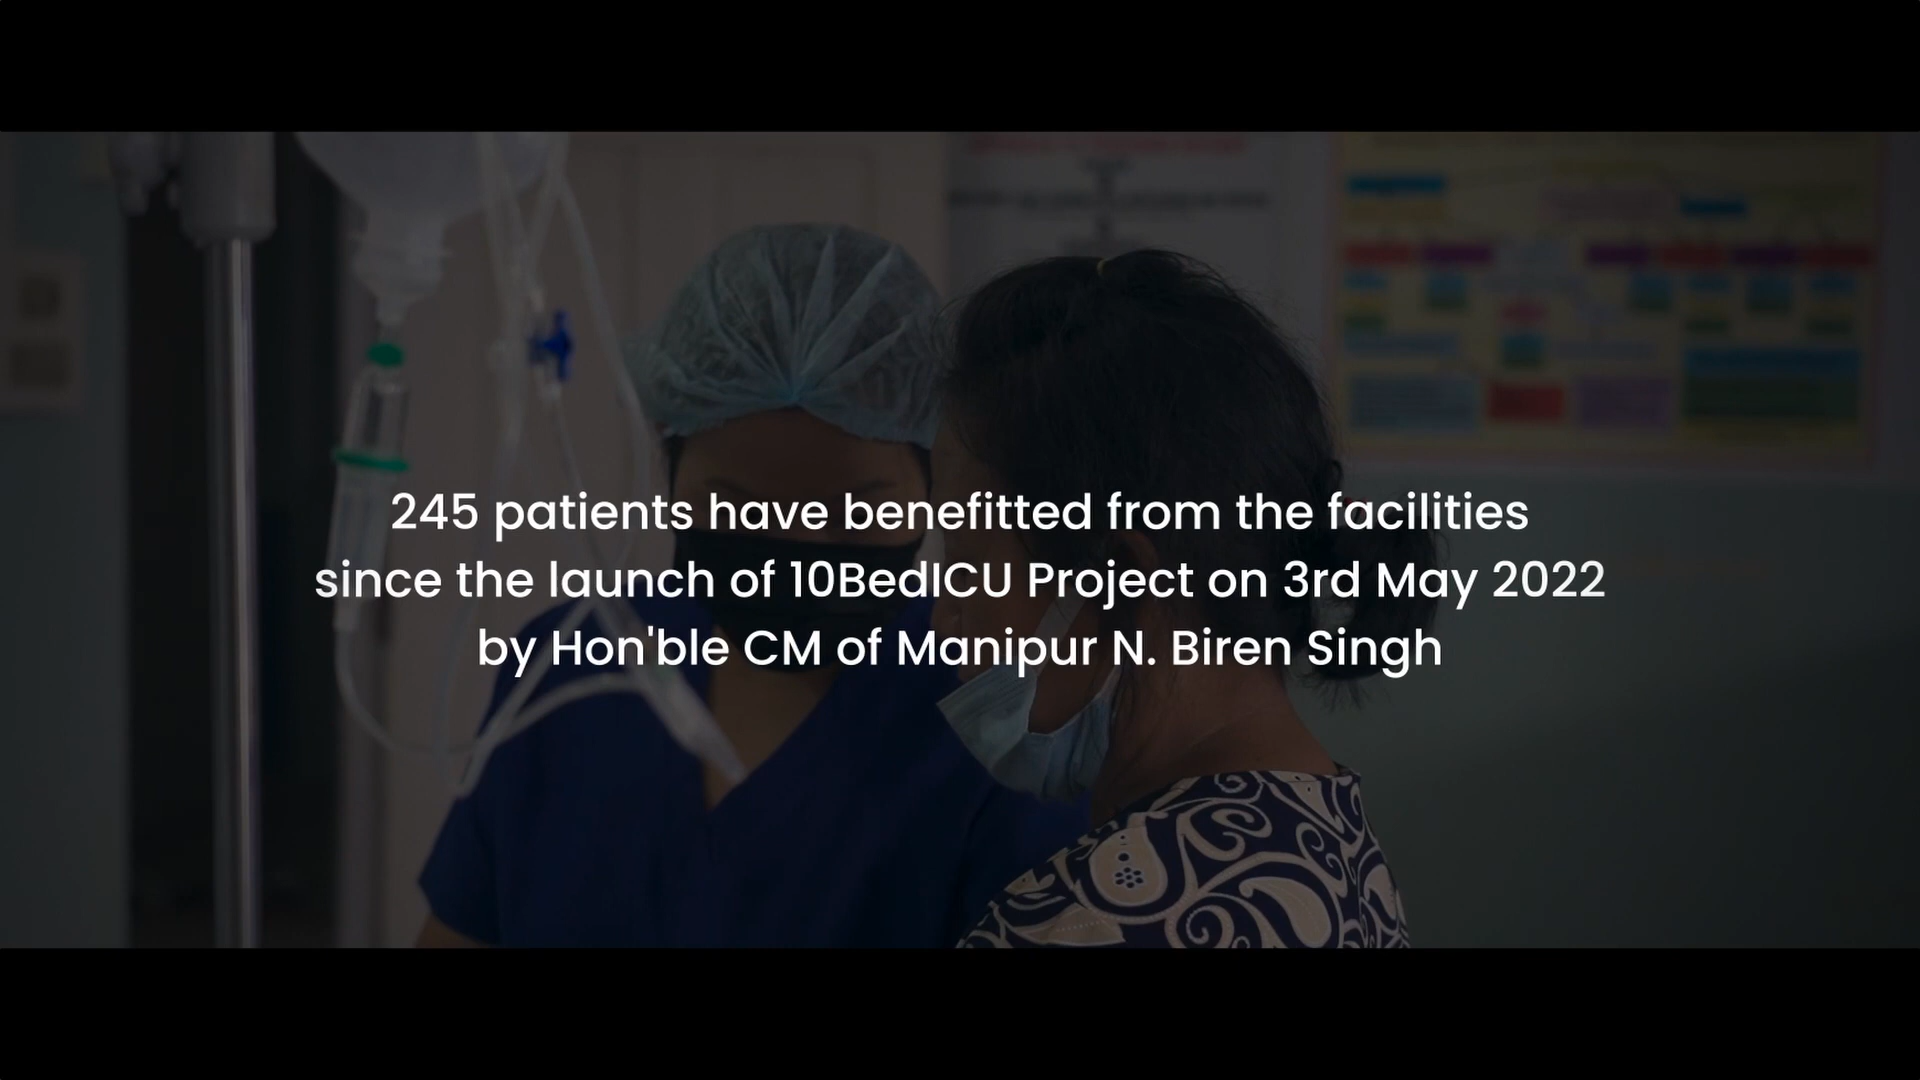 245 patients have benefitted from the facilities
since the launch of 10BedICU Project on 3rd May 2022
by Hon'ble CM of Manipur N. Biren Singh